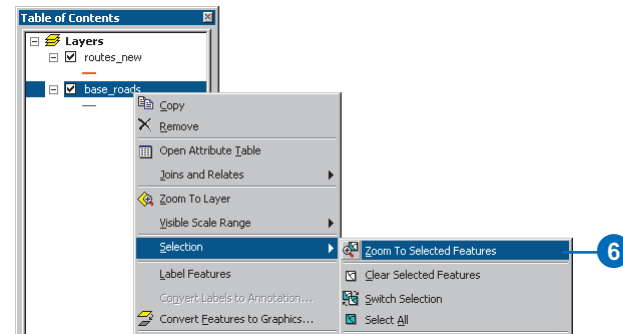 Table of Contents
Layers
routes_new
base_roads
Copy
Remove
Open Attribute Table
Joins and Relates
Zoom To Layer
Visible Scale Range
Selection
Zoom To Selected Features
6
Label Features
Clear Selected Features
Convert Labels to Annotation...
Switch Selection
Convert Features to Graphics...
Select All